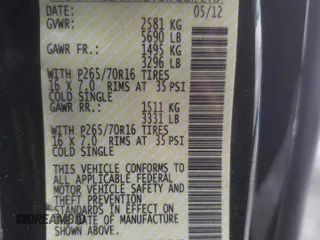 DATE: 05/12
GVWR: 2581 KG
5690 LB
GAWR FR: 1495 KG
3296 LB
WITH P265/70R16 TIRES
16 X 7.0 RIMS AT 35 PSI
COLD SINGLE
GAWR RR: 1511 KG
3331 LB
WITH P265/70R16 TIRES
16 X 7.0 RIMS AT 35 PSI
COLD SINGLE
THIS VEHICLE CONFORMS TO
ALL APPLICABLE FEDERAL
MOTOR VEHICLE SAFETY AND
THEFT PREVENTION
STANDARDS IN EFFECT ON
THE DATE OF MANUFACTURE
SHOWN ABOVE